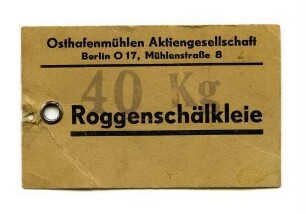 Osthafenmühlen Aktiengesellschaft
Berlin O 17, Mühlenstraße 8
40 Kg
Roggenschälkleie